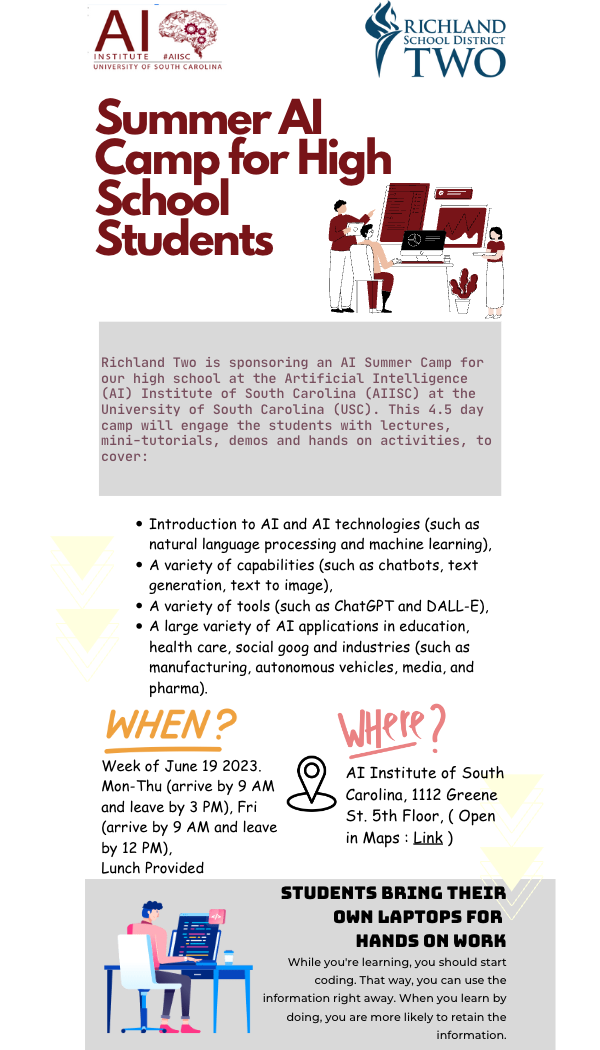 AI
INSTITUTE #AIISC
UNIVERSITY OF SOUTH CAROLINA
RICHLAND
SCHOOL DISTRICT
TWO
Summer AI
Camp for High
School
Students
Richland Two is sponsoring an AI Summer Camp for
our high school at the Artificial Intelligence
(AI) Institute of South Carolina (AIISC) at the
University of South Carolina (USC). This 4.5 day
camp will engage the students with lectures,
mini-tutorials, demos and hands on activities, to
cover:
• Introduction to AI and AI technologies (such as
natural language processing and machine learning),
• A variety of capabilities (such as chatbots, text
generation, text to image),
• A variety of tools (such as ChatGPT and DALL-E),
• A large variety of AI applications in education,
health care, social goog and industries (such as
manufacturing, autonomous vehicles, media, and
pharma).
WHEN?
Week of June 19 2023.
Mon-Thu (arrive by 9 AM
and leave by 3 PM), Fri
(arrive by 9 AM and leave
by 12 PM),
Lunch Provided
WHere?
AI Institute of South
Carolina, 1112 Greene
St. 5th Floor, ( Open
in Maps : Link )
STUDENTS BRING THEIR
OWN LAPTOPS FOR
HANDS ON WORK
While you're learning, you should start
coding. That way, you can use the
information right away. When you learn by
doing, you are more likely to retain the
information.